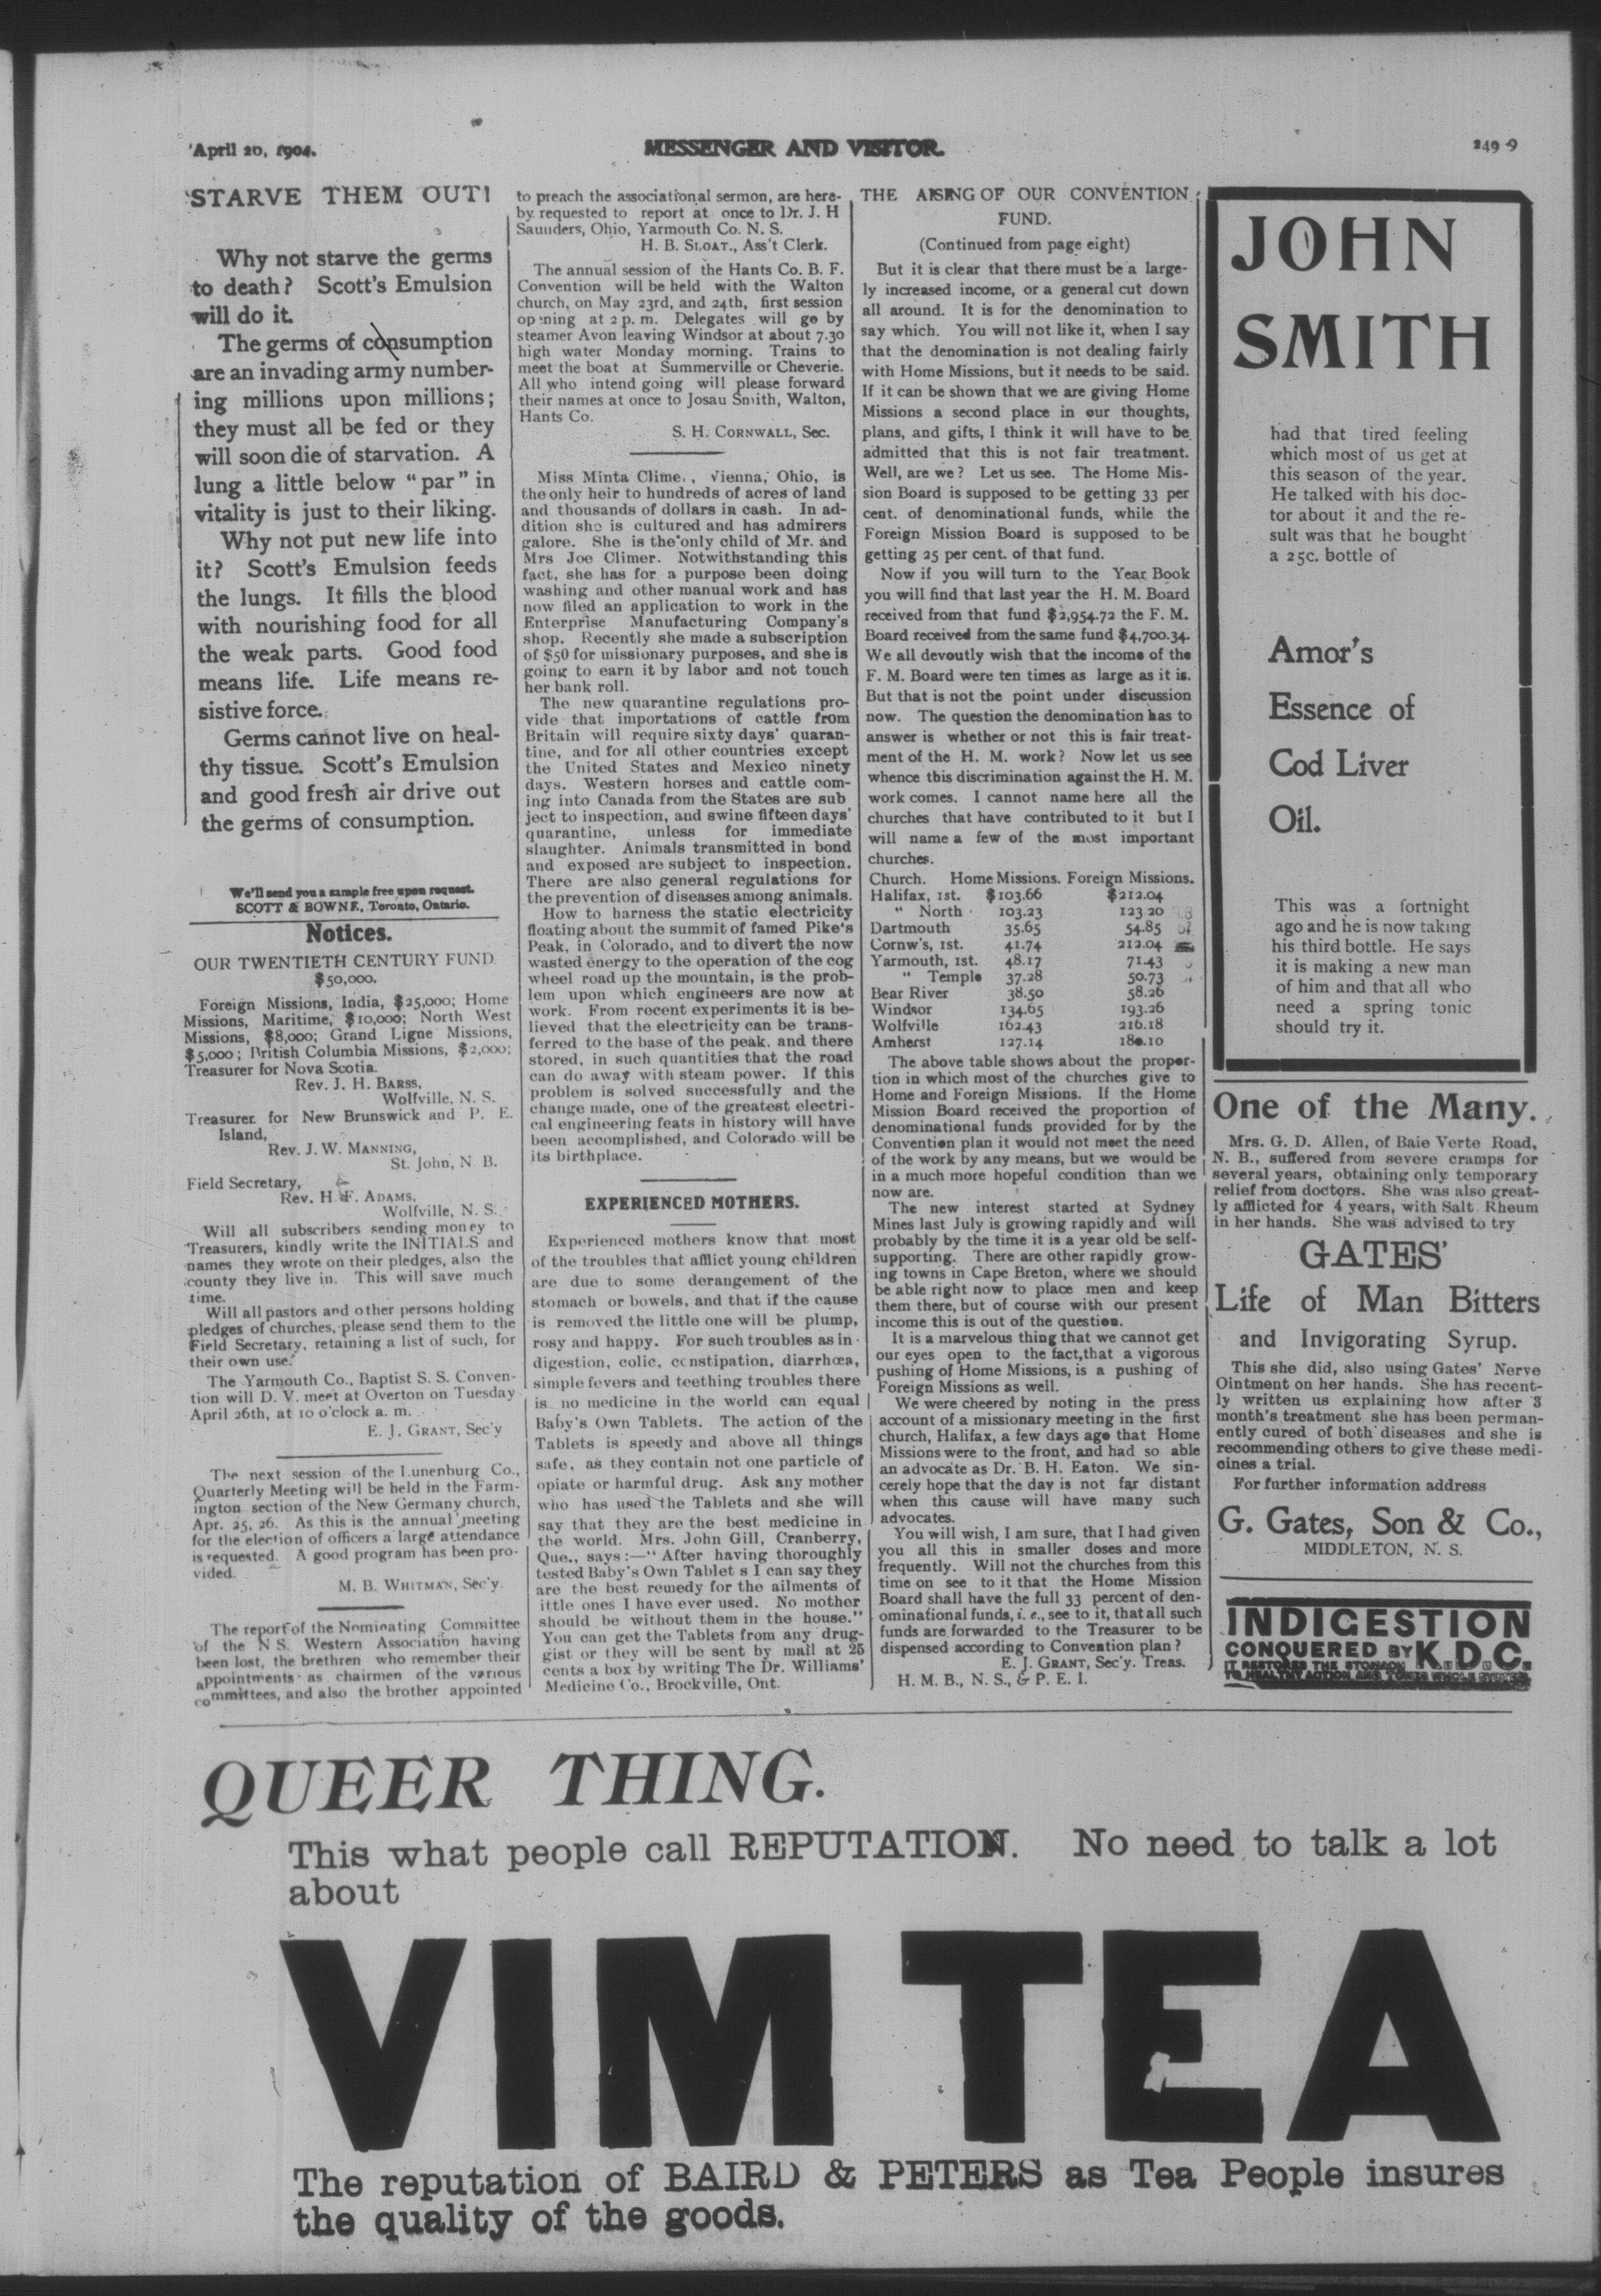 April 20, 1904.
MESSENGER AND VISITOR.
249 9
STARVE THEM OUT!
Why not starve the germs
to death? Scott's Emulsion
will do it.
The germs of consumption
are an invading army number-
ing millions upon millions;
they must all be fed or they
will soon die of starvation. A
lung a little below "par" in
vitality is just to their liking.
Why not put new life into
it? Scott's Emulsion feeds
the lungs. It fills the blood
with nourishing food for all
the weak parts. Good food
means life. Life means re-
sistive force.
Germs cannot live on heal-
thy tissue. Scott's Emulsion
and good fresh air drive out
the germs of consumption.
We'll send you a sample free upon request.
SCOTT & BOWNE, Toronto, Ontario.
Notices.
OUR TWENTIETH CENTURY FUND
$50,000.
Foreign Missions, India, $25,000; Home
Missions, Maritime, $10,000; North West
Missions, $8,000; Grand Ligne Missions,
$5,000; British Columbia Missions, $2,000;
Treasurer for Nova Scotia.
Rev. J. H. BARSS,
Wolfville, N. S.
Treasurer for New Brunswick and P. E.
Island,
Rev. J. W. MANNING,
St. John, N B.
Field Secretary,
Rev. H F. ADAMS,
Wolfville, N. S.
Will all subscribers sending money to
Treasurers, kindly write the INITIALS and
names they wrote on their pledges, also the
county they live in. This will save much
time.
Will all pastors and other persons holding
pledges of churches, please send them to the
Field Secretary, retaining a list of such, for
their own use.
The Yarmouth Co., Baptist S. S. Conven-
tion will D. V. meet at Overton on Tuesday
April 26th, at 10 o'clock a. m.
E. J. GRANT, Sec'y
The next session of the Lunenburg Co.,
Quarterly Meeting will be held in the Farm-
ington section of the New Germany church,
Apr. 25, 26. As this is the annual meeting
for the election of officers a large attendance
is requested. A good program has been pro-
vided.
M. B. WHITMAN, Sec'y.
The report of the Nominating Committee
of the N S. Western Association having
been lost, the brethren who remember their
appointments as chairmen of the various
committees, and also the brother appointed
to preach the associational sermon, are here-
by requested to report at once to Dr. J. H
Saunders, Ohio, Yarmouth Co. N. S.
H. B. SLOAT., Ass't Clerk.
The annual session of the Hants Co. B. F.
Convention will be held with the Walton
church, on May 23rd, and 24th, first session
opening at 2 p. m. Delegates will go by
steamer Avon leaving Windsor at about 7.30
high water Monday morning. Trains to
meet the boat at Summerville or Cheverie.
All who intend going will please forward
their names at once to Josau Smith, Walton,
Hants Co.
S. H. CORNWALL, Sec.
Miss Minta Clime., Vienna, Ohio, is
the only heir to hundreds of acres of land
and thousands of dollars in cash. In ad-
dition she is cultured and has admirers
galore. She is the only child of Mr. and
Mrs Joe Climer. Notwithstanding this
fact, she has for a purpose been doing
washing and other manual work and has
now filed an application to work in the
Enterprise Manufacturing Company's
shop. Recently she made a subscription
of $50 for missionary purposes, and she is
going to earn it by labor and not touch
her bank roll.
The new quarantine regulations pro-
vide that importations of cattle from
Britain will require sixty days' quaran-
tine, and for all other countries except
the United States and Mexico ninety
days. Western horses and cattle com-
ing into Canada from the States are sub
ject to inspection, and swine fifteen days'
quarantine, unless for immediate
slaughter. Animals transmitted in bond
and exposed are subject to inspection.
There are also general regulations for
the prevention of diseases among animals.
How to harness the static electricity
floating about the summit of famed Pike's
Peak, in Colorado, and to divert the now
wasted energy to the operation of the cog
wheel road up the mountain, is the prob-
lem upon which engineers are now at
work. From recent experiments it is be-
lieved that the electricity can be trans-
ferred to the base of the peak, and there
stored, in such quantities that the road
can do away with steam power. If this
problem is solved successfully and the
change made, one of the greatest electri-
cal engineering feats in history will have
been accomplished, and Colorado will be
its birthplace.
EXPERIENCED MOTHERS.
Experienced mothers know that most
of the troubles that afflict young children
are due to some derangement of the
stomach or bowels, and that if the cause
is removed the little one will be plump,
rosy and happy. For such troubles as in-
digestion, colic, constipation, diarrhœa,
simple fevers and teething troubles there
is no medicine in the world can equal
Baby's Own Tablets. The action of the
Tablets is speedy and above all things
safe, as they contain not one particle of
opiate or harmful drug. Ask any mother
who has used the Tablets and she will
say that they are the best medicine in
the world. Mrs. John Gill, Cranberry,
Que., says:—"After having thoroughly
tested Baby's Own Tablet s I can say they
are the best remedy for the ailments of
ittle ones I have ever used. No mother
should be without them in the house."
You can get the Tablets from any drug-
gist or they will be sent by mail at 25
cents a box by writing The Dr. Williams'
Medicine Co., Brockville, Ont.
THE AISING OF OUR CONVENTION
FUND.
(Continued from page eight)
But it is clear that there must be a large-
ly increased income, or a general cut down
all around. It is for the denomination to
say which. You will not like it, when I say
that the denomination is not dealing fairly
with Home Missions, but it needs to be said.
If it can be shown that we are giving Home
Missions a second place in our thoughts,
plans, and gifts, I think it will have to be
admitted that this is not fair treatment.
Well, are we? Let us see. The Home Mis-
sion Board is supposed to be getting 33 per
cent. of denominational funds, while the
Foreign Mission Board is supposed to be
getting 25 per cent. of that fund.
Now if you will turn to the Year Book
you will find that last year the H. M. Board
received from that fund $2,954.72 the F. M.
Board received from the same fund $4,700.34.
We all devoutly wish that the income of the
F. M. Board were ten times as large as it is.
But that is not the point under discussion
now. The question the denomination has to
answer is whether or not this is fair treat-
ment of the H. M. work? Now let us see
whence this discrimination against the H. M.
work comes. I cannot name here all the
churches that have contributed to it but I
will name a few of the most important
churches.
Church. Home Missions. Foreign Missions.
Halifax, 1st. $103.66 $212.04
" North 103.23 123.20
Dartmouth 35.65 54.85
Cornw's, 1st. 41.74 212.04
Yarmouth, 1st. 48.17 71.43
" Temple 37.28 50.73
Bear River 38.50 58.26
Windsor 134.65 193.26
Wolfville 162.43 216.18
Amherst 127.14 180.10
The above table shows about the propor-
tion in which most of the churches give to
Home and Foreign Missions. If the Home
Mission Board received the proportion of
denominational funds provided for by the
Convention plan it would not meet the need
of the work by any means, but we would be
in a much more hopeful condition than we
now are.
The new interest started at Sydney
Mines last July is growing rapidly and will
probably by the time it is a year old be self-
supporting. There are other rapidly grow-
ing towns in Cape Breton, where we should
be able right now to place men and keep
them there, but of course with our present
income this is out of the question.
It is a marvelous thing that we cannot get
our eyes open to the fact, that a vigorous
pushing of Home Missions, is a pushing of
Foreign Missions as well.
We were cheered by noting in the press
account of a missionary meeting in the first
church, Halifax, a few days ago that Home
Missions were to the front, and had so able
an advocate as Dr. B. H. Eaton. We sin-
cerely hope that the day is not far distant
when this cause will have many such
advocates.
You will wish, I am sure, that I had given
you all this in smaller doses and more
frequently. Will not the churches from this
time on see to it that the Home Mission
Board shall have the full 33 percent of den-
ominational funds, i. e., see to it, that all such
funds are forwarded to the Treasurer to be
dispensed according to Convention plan?
E. J. GRANT, Sec'y. Treas.
H. M. B., N. S., & P. E. I.
JOHN
SMITH
had that tired feeling
which most of us get at
this season of the year.
He talked with his doc-
tor about it and the re-
sult was that he bought
a 25c. bottle of
Amor's
Essence of
Cod Liver
Oil.
This was a fortnight
ago and he is now taking
his third bottle. He says
it is making a new man
of him and that all who
need a spring tonic
should try it.
One of the Many.
Mrs. G. D. Allen, of Baie Verte Road,
N. B., suffered from severe cramps for
several years, obtaining only temporary
relief from doctors. She was also great-
ly afflicted for 4 years, with Salt Rheum
in her hands. She was advised to try
GATES'
Life of Man Bitters
and Invigorating Syrup.
This she did, also using Gates' Nerve
Ointment on her hands. She has recent-
ly written us explaining how after 3
month's treatment she has been perman-
ently cured of both diseases and she is
recommending others to give these medi-
cines a trial.
For further information address
G. Gates, Son & Co.,
MIDDLETON, N. S.
INDIGESTION
CONQUERED BY K.D.C.
IT RESTORES THE STOMACH
TO HEALTHY ACTION AND TONES WHOLE SYSTEM.
QUEER THING.
This what people call REPUTATION. No need to talk a lot
about
VIM TEA
The reputation of BAIRD & PETERS as Tea People insures
the quality of the goods.